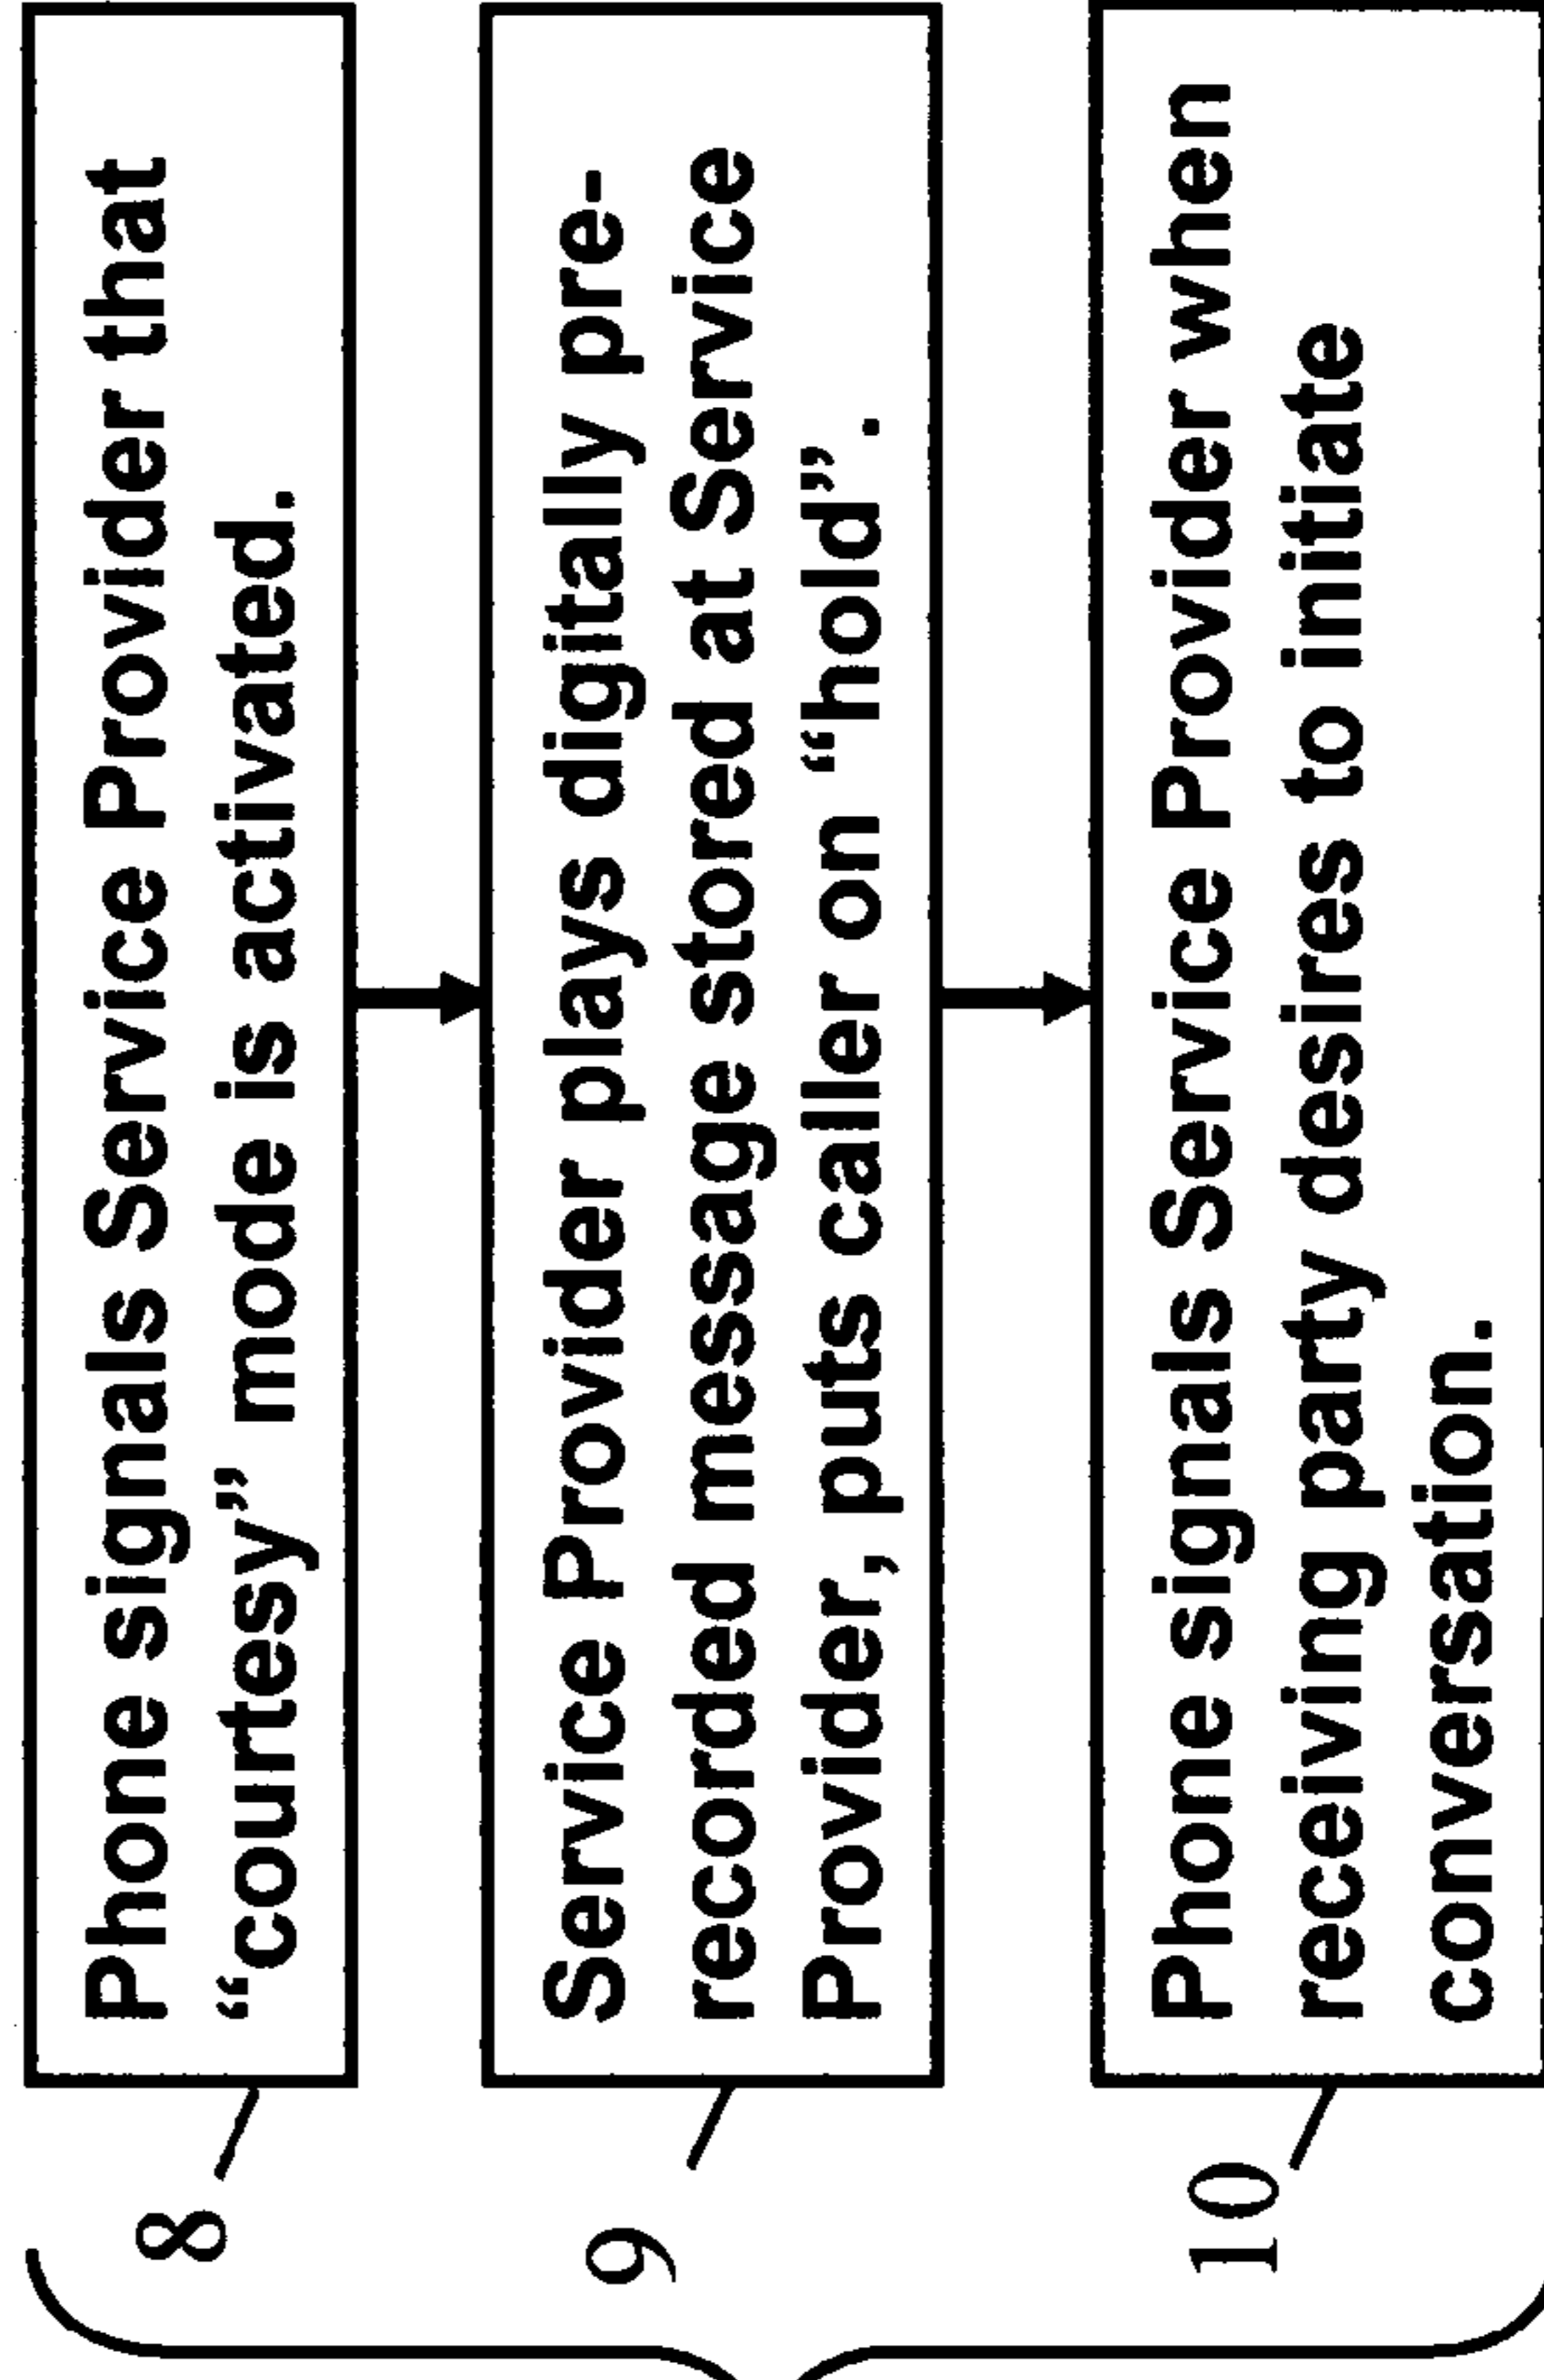 8
Phone signals Service Provider that
“courtesy” mode is activated.
9
Service Provider plays digitally pre-
recorded message stored at Service
Provider, puts caller on “hold”.
10
Phone signals Service Provider when
receiving party desires to initiate
conversation.